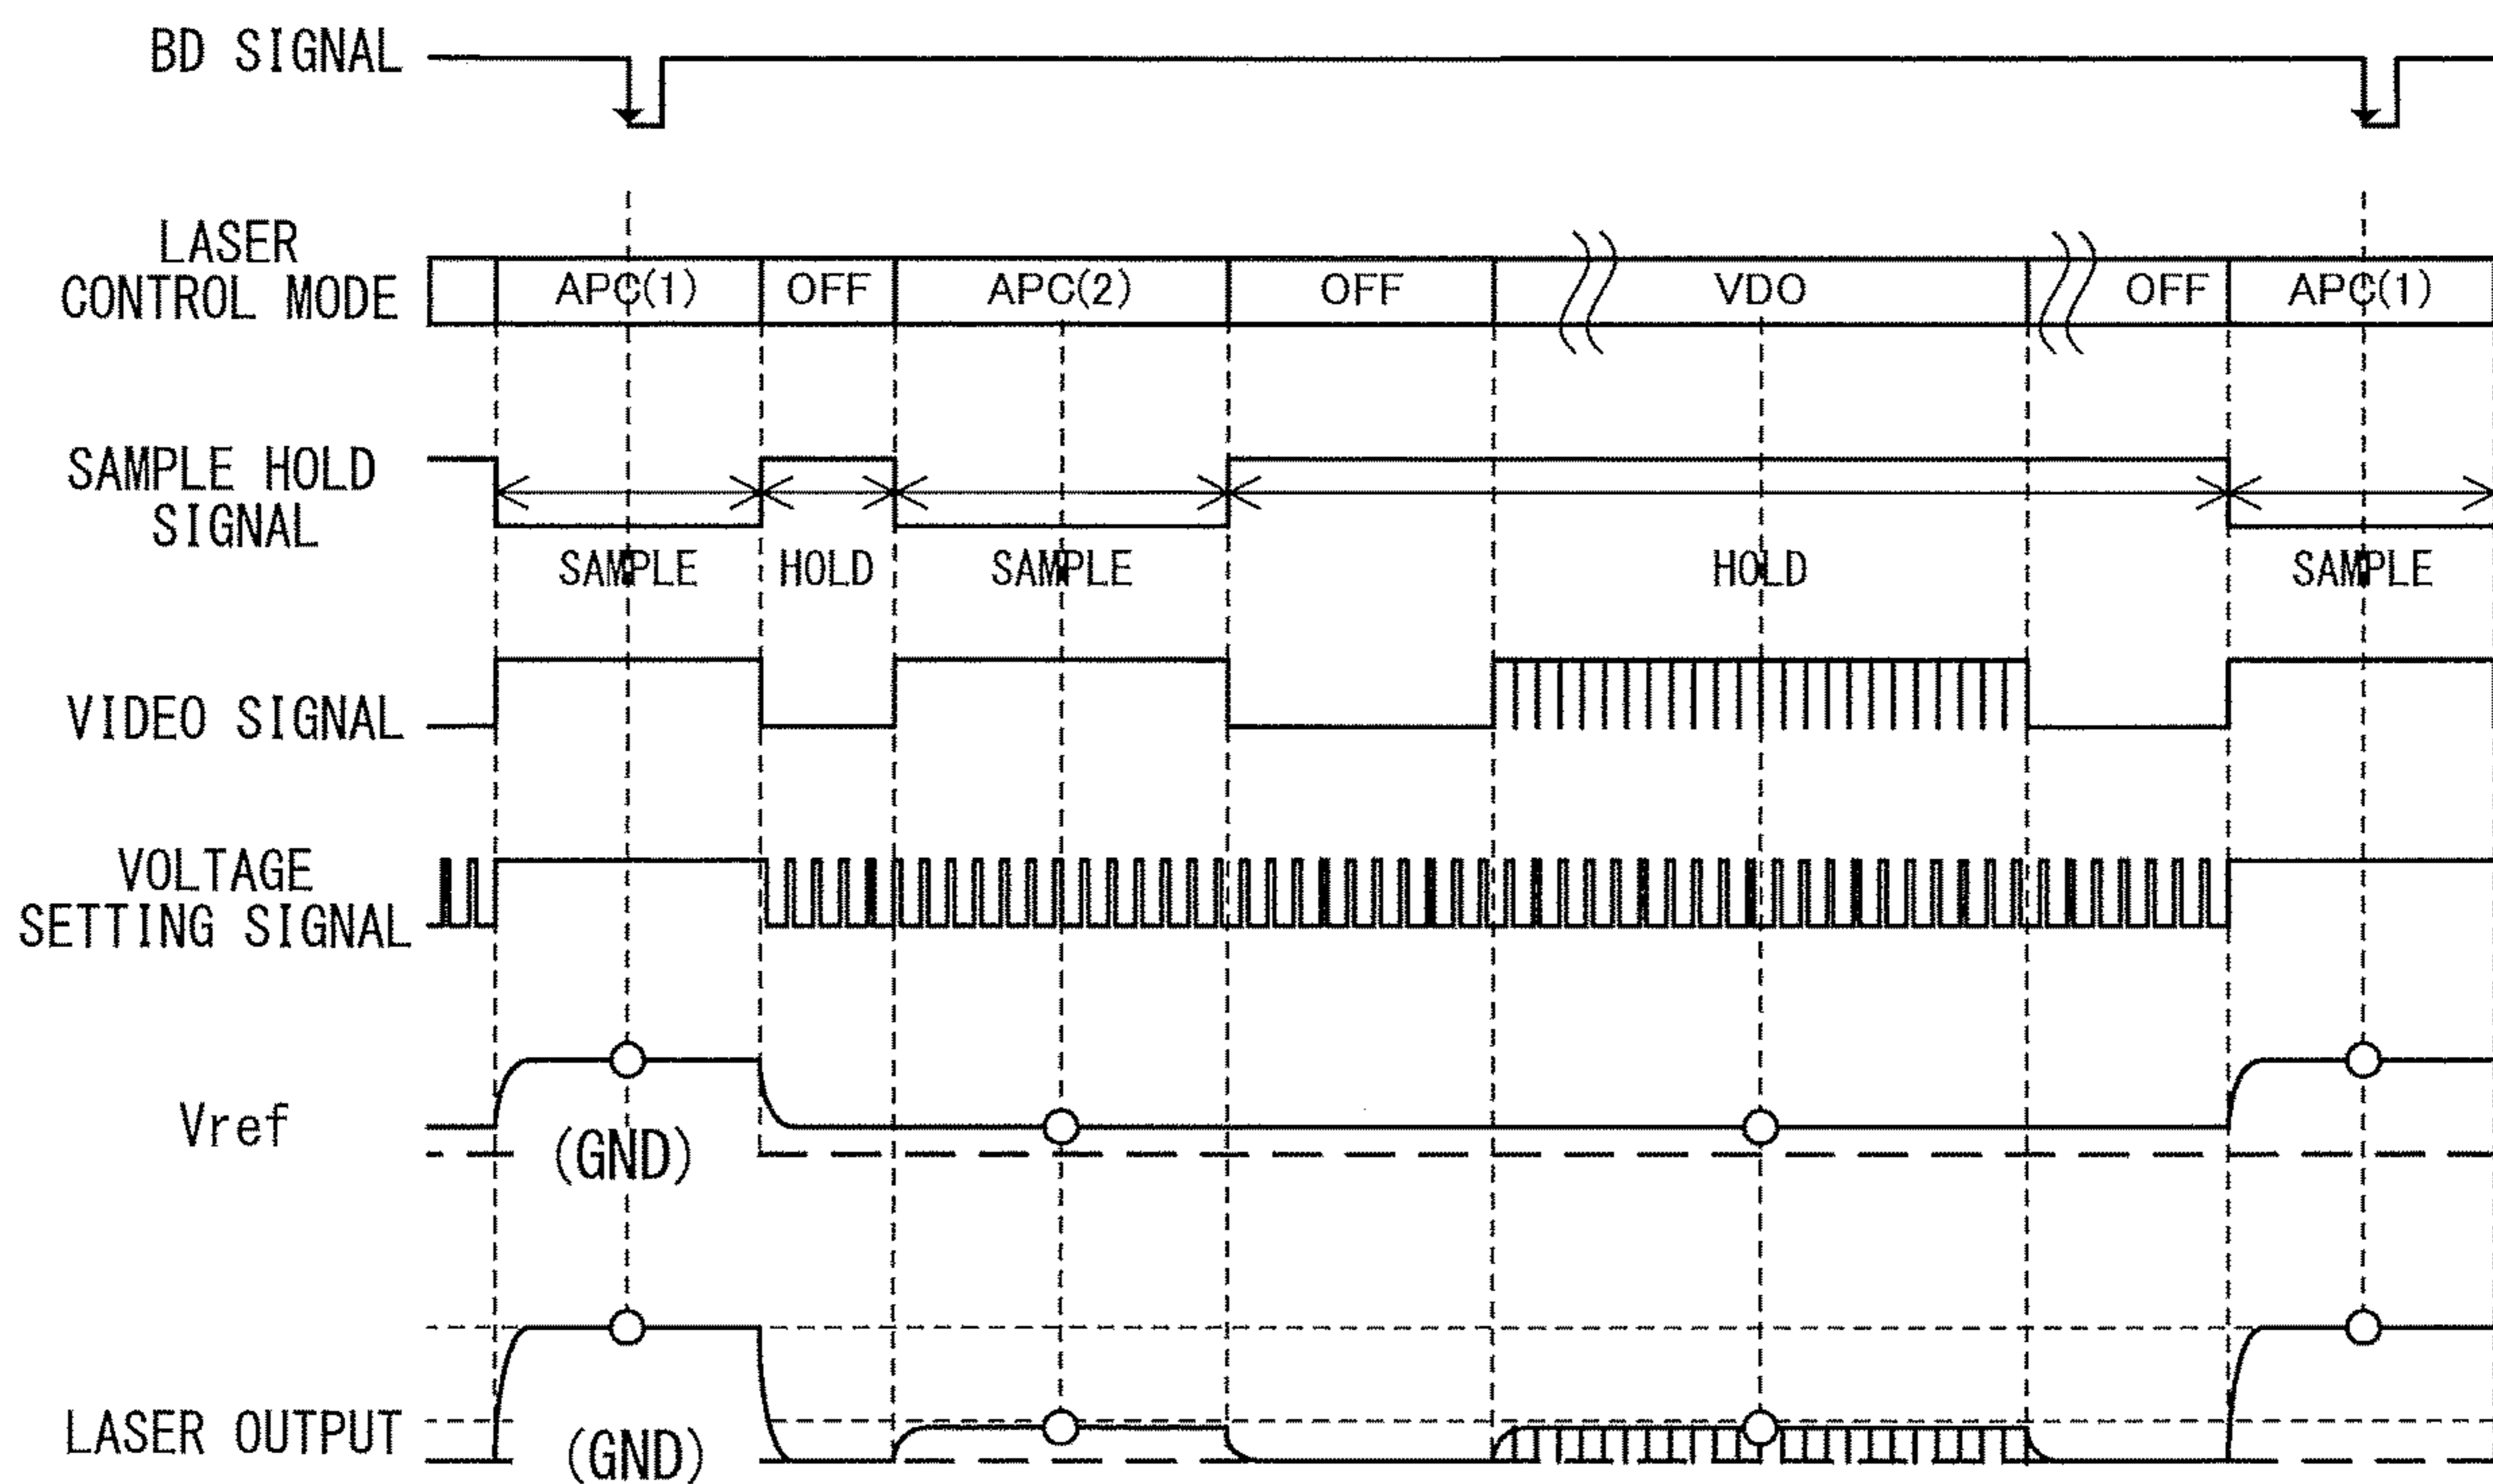 BD SIGNAL
LASER
CONTROL MODE
APC(1) OFF APC(2) OFF VDO OFF APC(1)
SAMPLE HOLD
SIGNAL
SAMPLE HOLD SAMPLE HOLD SAMPLE
VIDEO SIGNAL
VOLTAGE
SETTING SIGNAL
Vref
(GND)
LASER OUTPUT
(GND)